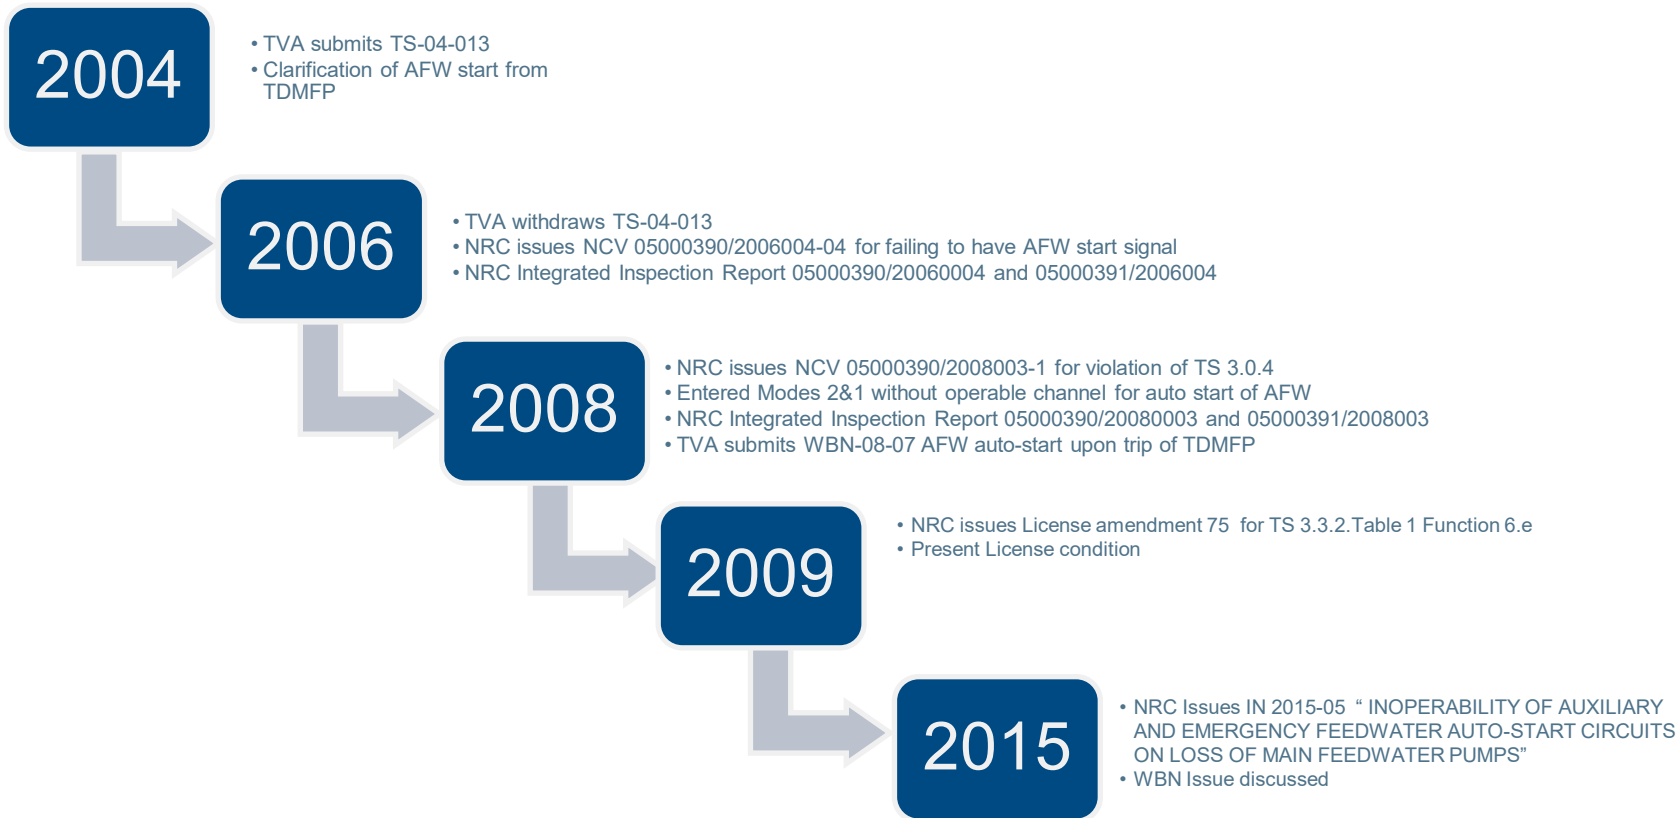 2004
• TVA submits TS-04-013
• Clarification of AFW start from
TDMFP
2006
• TVA withdraws TS-04-013
• NRC issues NCV 05000390/2006004-04 for failing to have AFW start signal
• NRC Integrated Inspection Report 05000390/20060004 and 05000391/2006004
2008
• NRC issues NCV 05000390/2008003-1 for violation of TS 3.0.4
• Entered Modes 2&1 without operable channel for auto start of AFW
• NRC Integrated Inspection Report 05000390/20080003 and 05000391/2008003
• TVA submits WBN-08-07 AFW auto-start upon trip of TDMFP
2009
• NRC issues License amendment 75 for TS 3.3.2.Table 1 Function 6.e
• Present License condition
2015
• NRC Issues IN 2015-05 “ INOPERABILITY OF AUXILIARY
AND EMERGENCY FEEDWATER AUTO-START CIRCUITS
ON LOSS OF MAIN FEEDWATER PUMPS”
• WBN Issue discussed